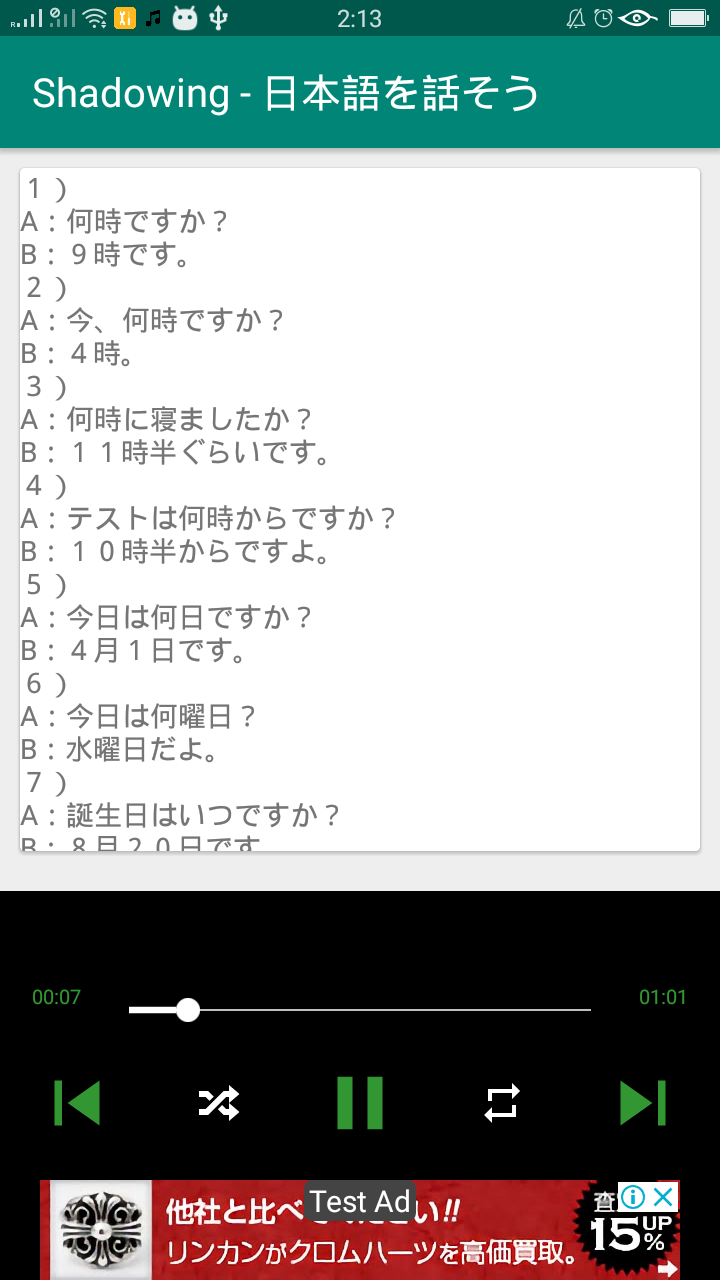 2:13
Shadowing - 日本語を話そう
1）
A：何時ですか？
B：９時です。
2）
A：今、何時ですか？
B：４時。
3）
A：何時に寝ましたか？
B：１１時半ぐらいです。
4）
A：テストは何時からですか？
B：１０時半からですよ。
5）
A：今日は何日ですか？
B：４月１日です。
6）
A：今日は何曜日？
B：水曜日だよ。
7）
A：誕生日はいつですか？
B：８月２０日です
00:07
01:01
他社と比べ
Test Ad
い!!
リンカンがクロムハーツを高価買取。
査
15%
UP